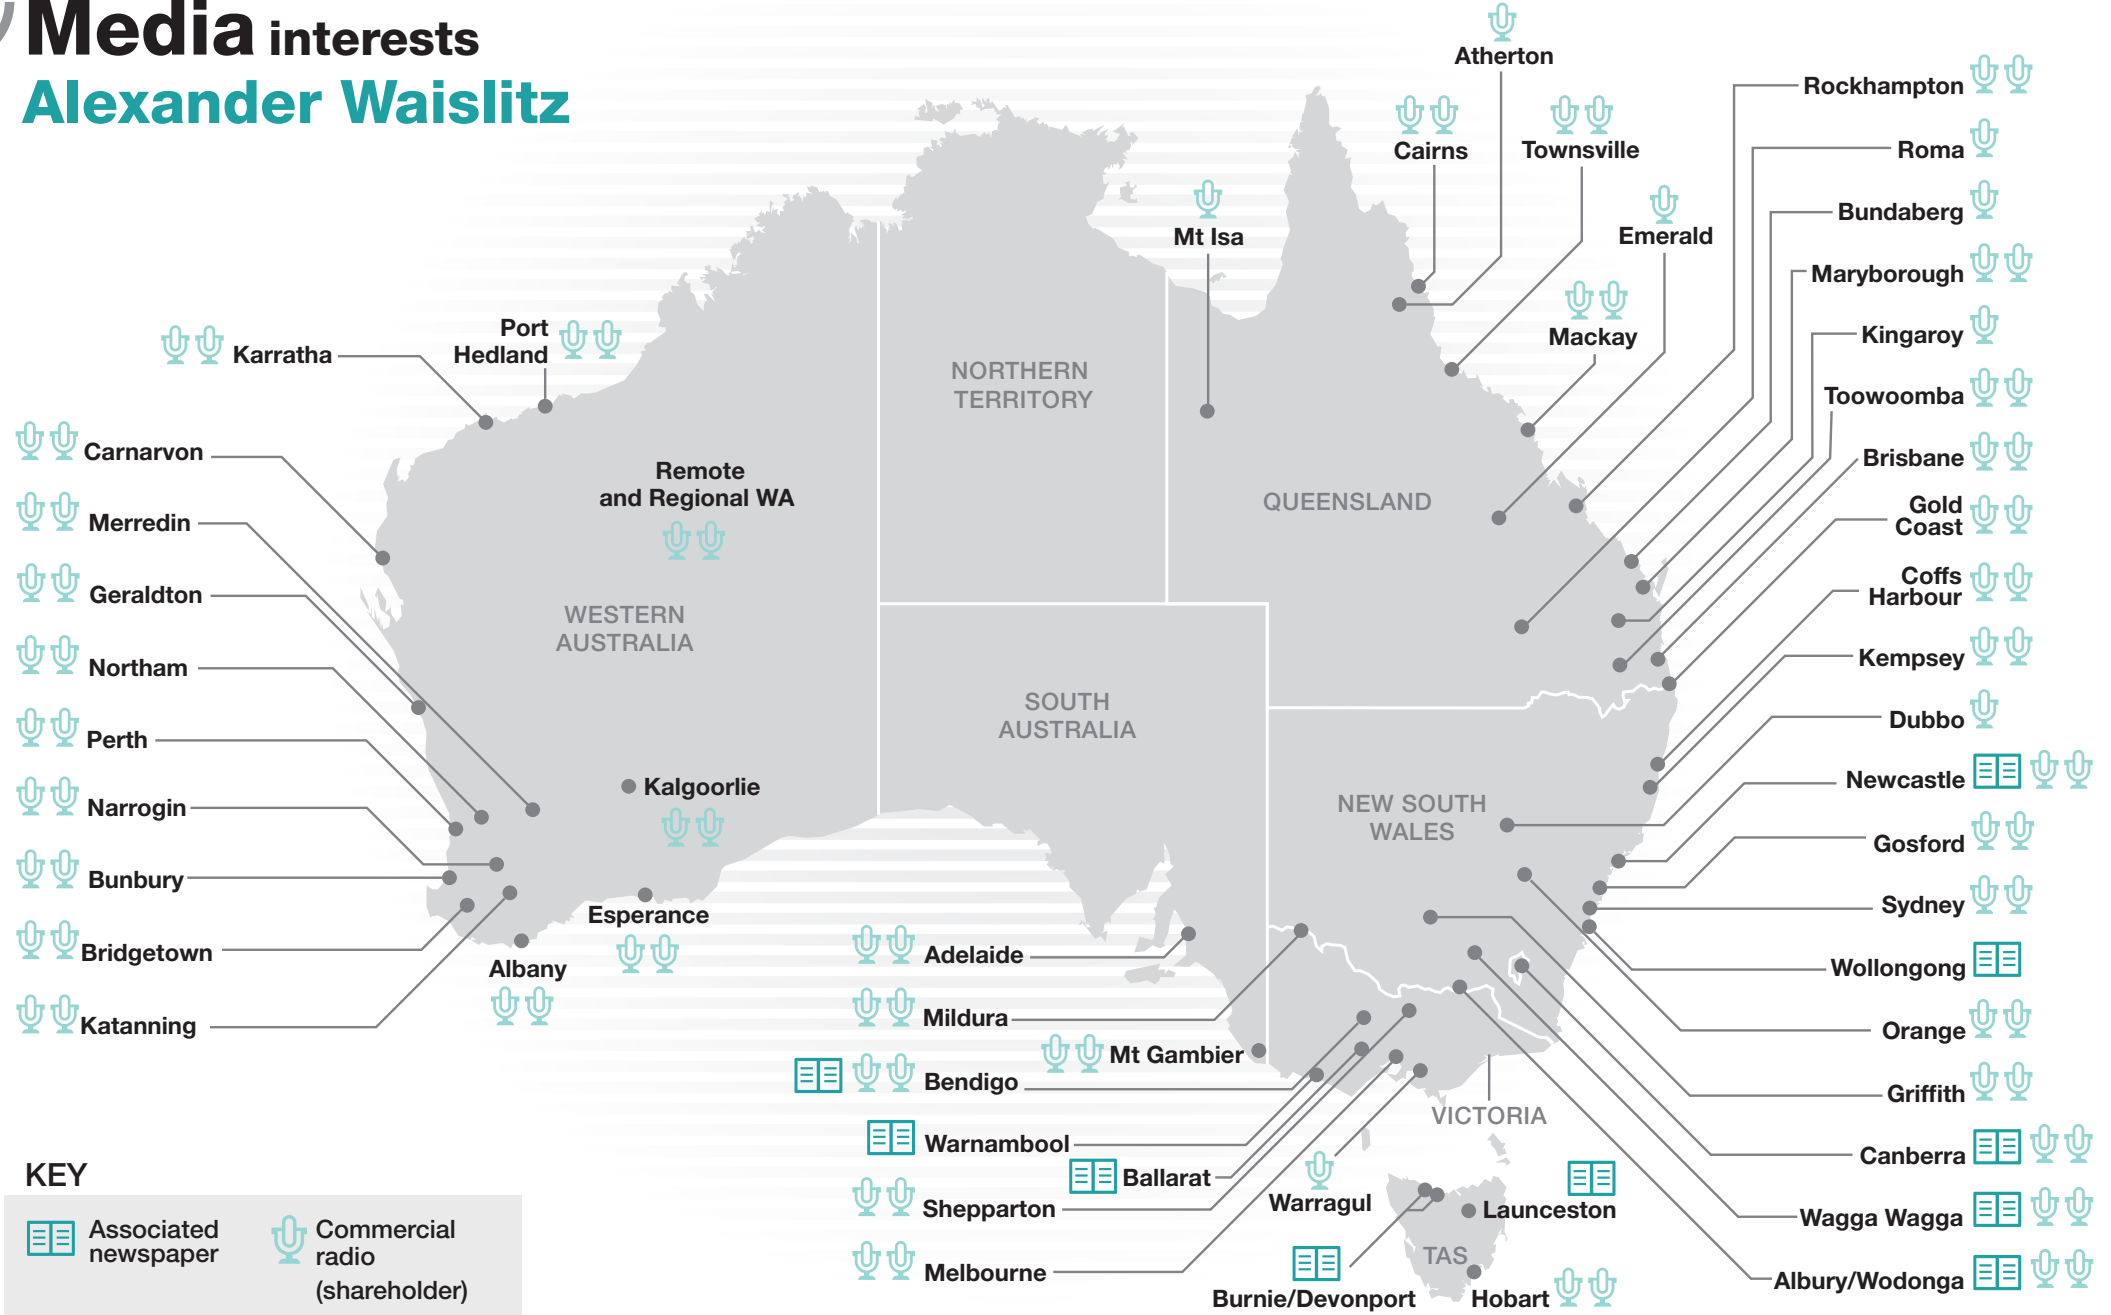 Media interests
Alexander Waislitz
Atherton
Cairns
Townsville
Mt Isa
Emerald
Mackay
Rockhampton
Roma
Bundaberg
Maryborough
Kingaroy
Toowoomba
Brisbane
Gold
Coast
Coffs
Harbour
Kempsey
Dubbo
Newcastle
Gosford
Sydney
Wollongong
Orange
Griffith
Canberra
Wagga Wagga
Albury/Wodonga
Port
Hedland
Karratha
Carnarvon
Merredin
Geraldton
Northam
Perth
Narrogin
Bunbury
Bridgetown
Katanning
Remote
and Regional WA
WESTERN
AUSTRALIA
NORTHERN
TERRITORY
QUEENSLAND
SOUTH
AUSTRALIA
NEW SOUTH
WALES
Kalgoorlie
Esperance
Albany
Adelaide
Mildura
Mt Gambier
Bendigo
Warnambool
Ballarat
Shepparton
Melbourne
VICTORIA
Warragul
Launceston
TAS
Burnie/Devonport
Hobart
KEY
Associated
newspaper
Commercial
radio
(shareholder)